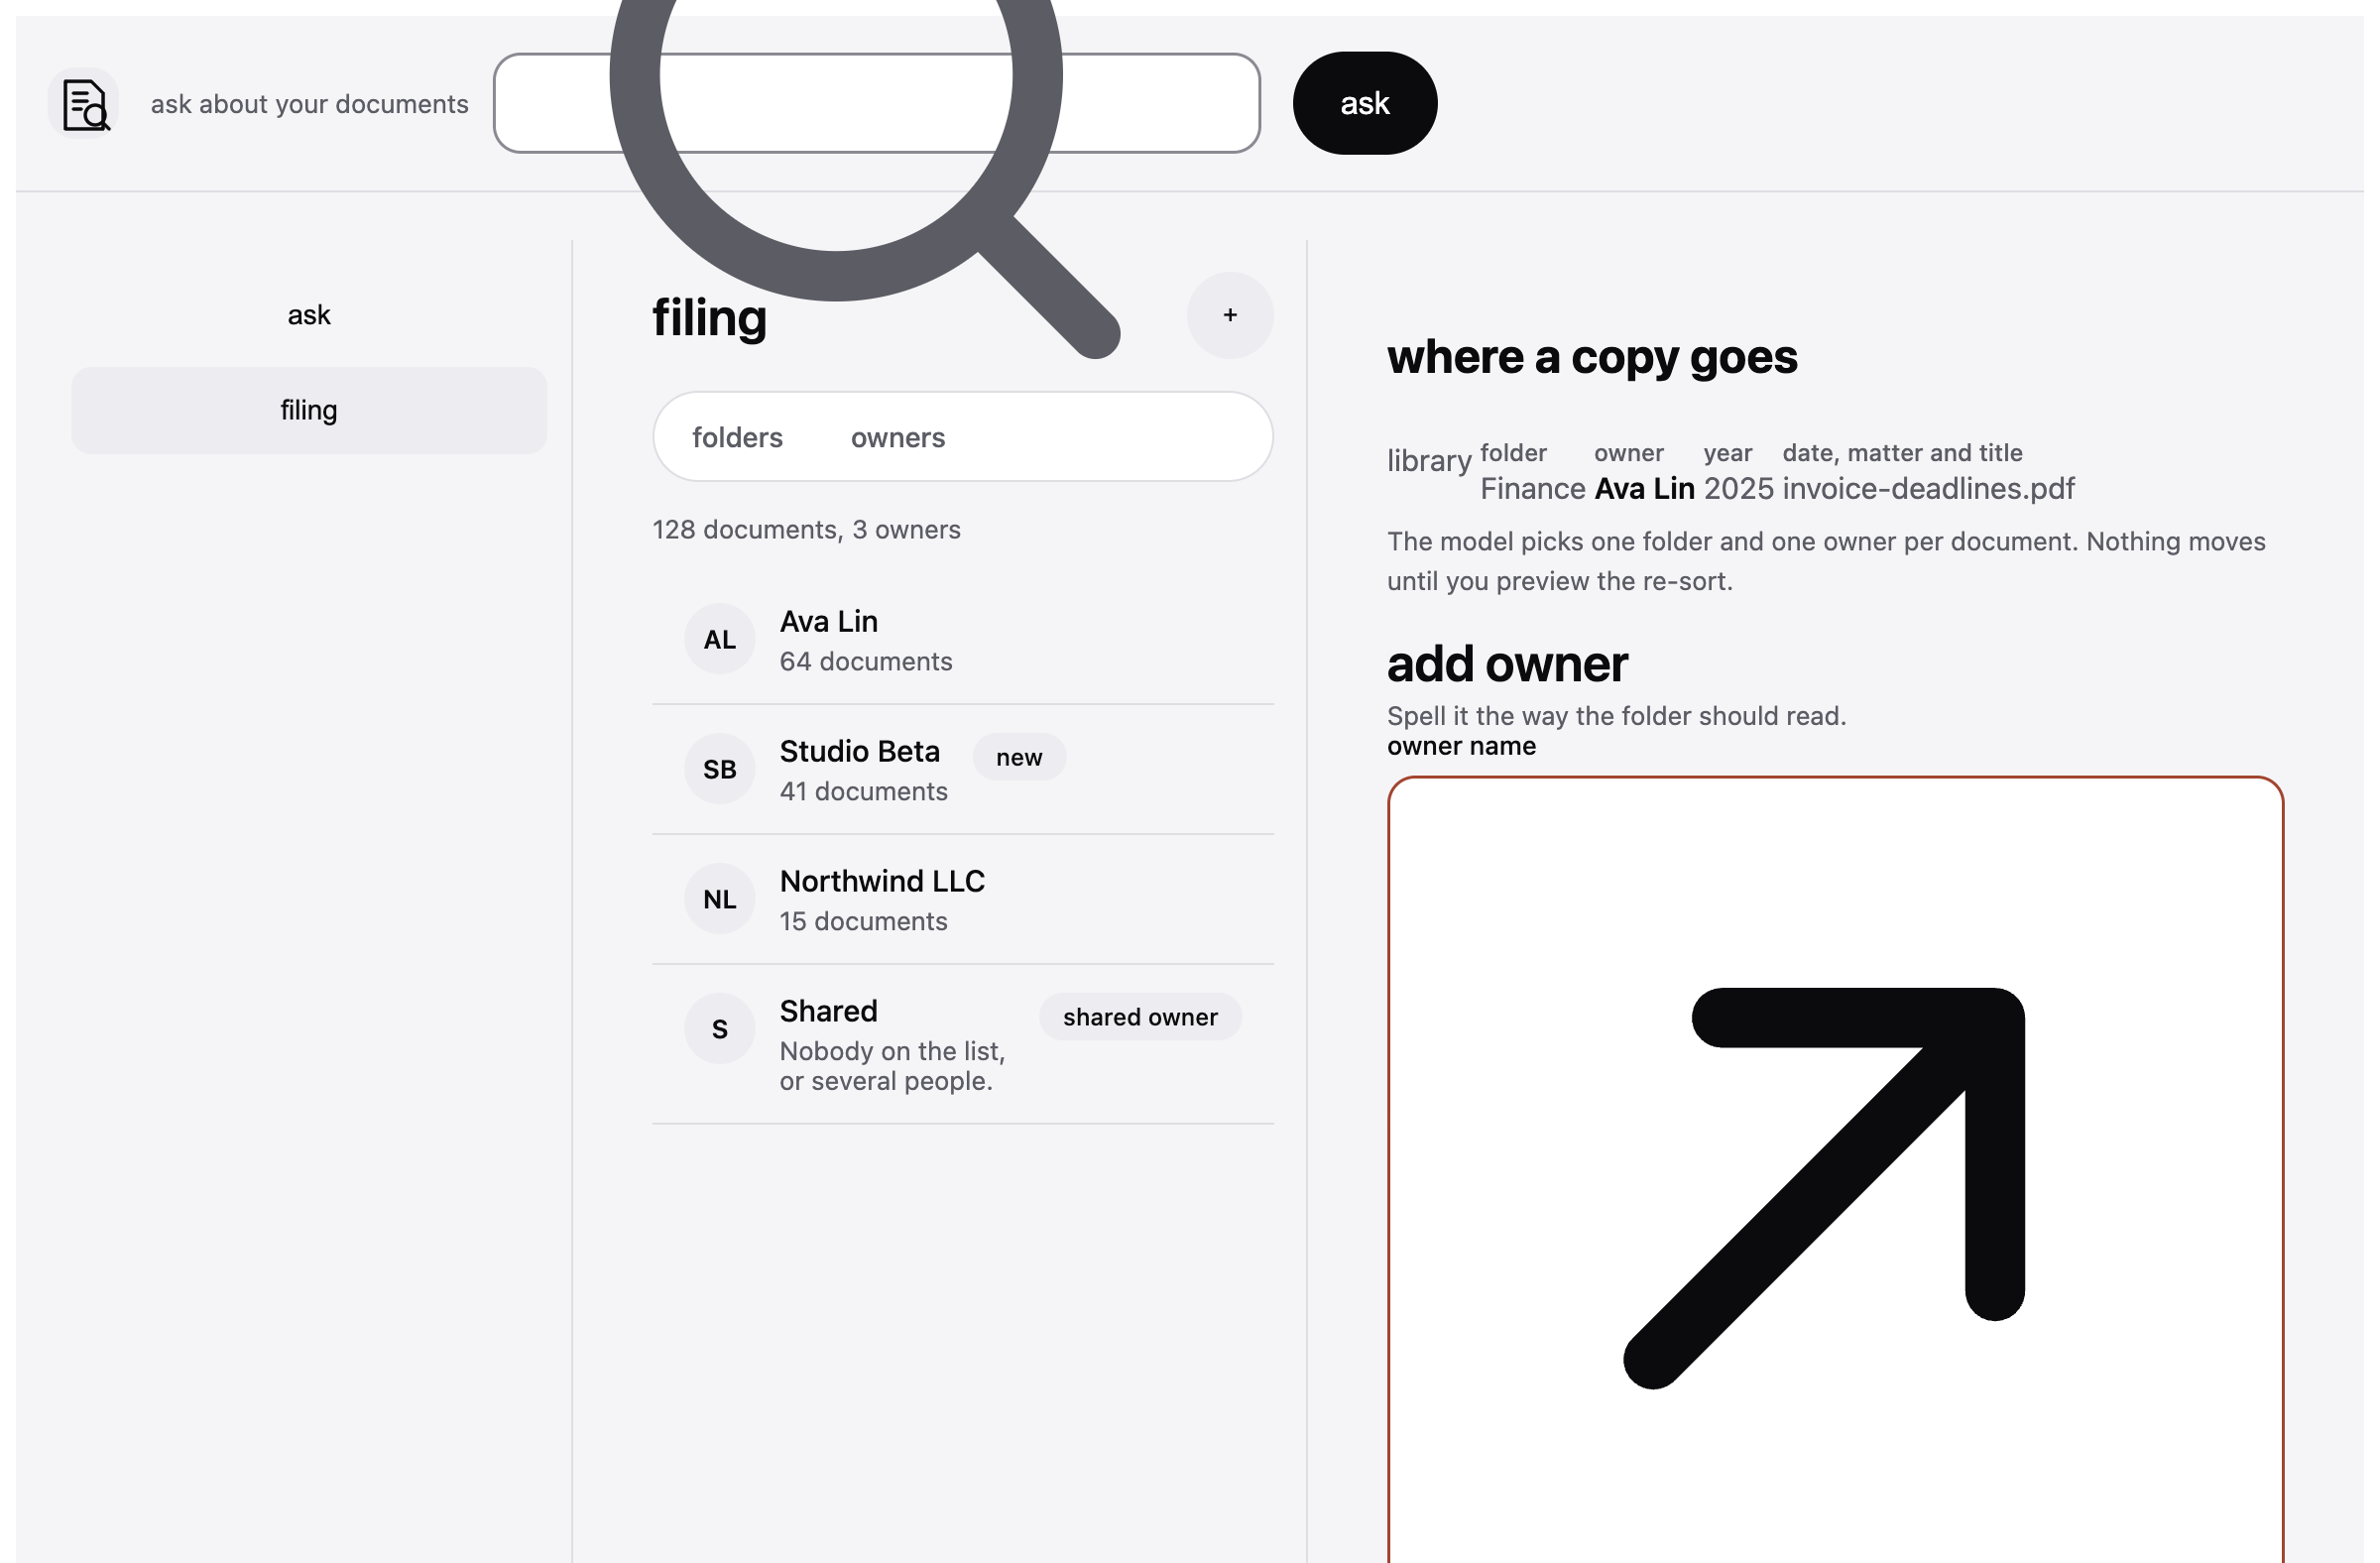 ask about your documents
ask
ask
filing
filing
+
folders owners
128 documents, 3 owners
AL
Ava Lin
64 documents
SB
Studio Beta
new
41 documents
NL
Northwind LLC
15 documents
S
Shared
shared owner
Nobody on the list,
or several people.
where a copy goes
library
folder owner year date, matter and title
Finance Ava Lin 2025 invoice-deadlines.pdf
The model picks one folder and one owner per document. Nothing moves
until you preview the re-sort.
add owner
Spell it the way the folder should read.
owner name